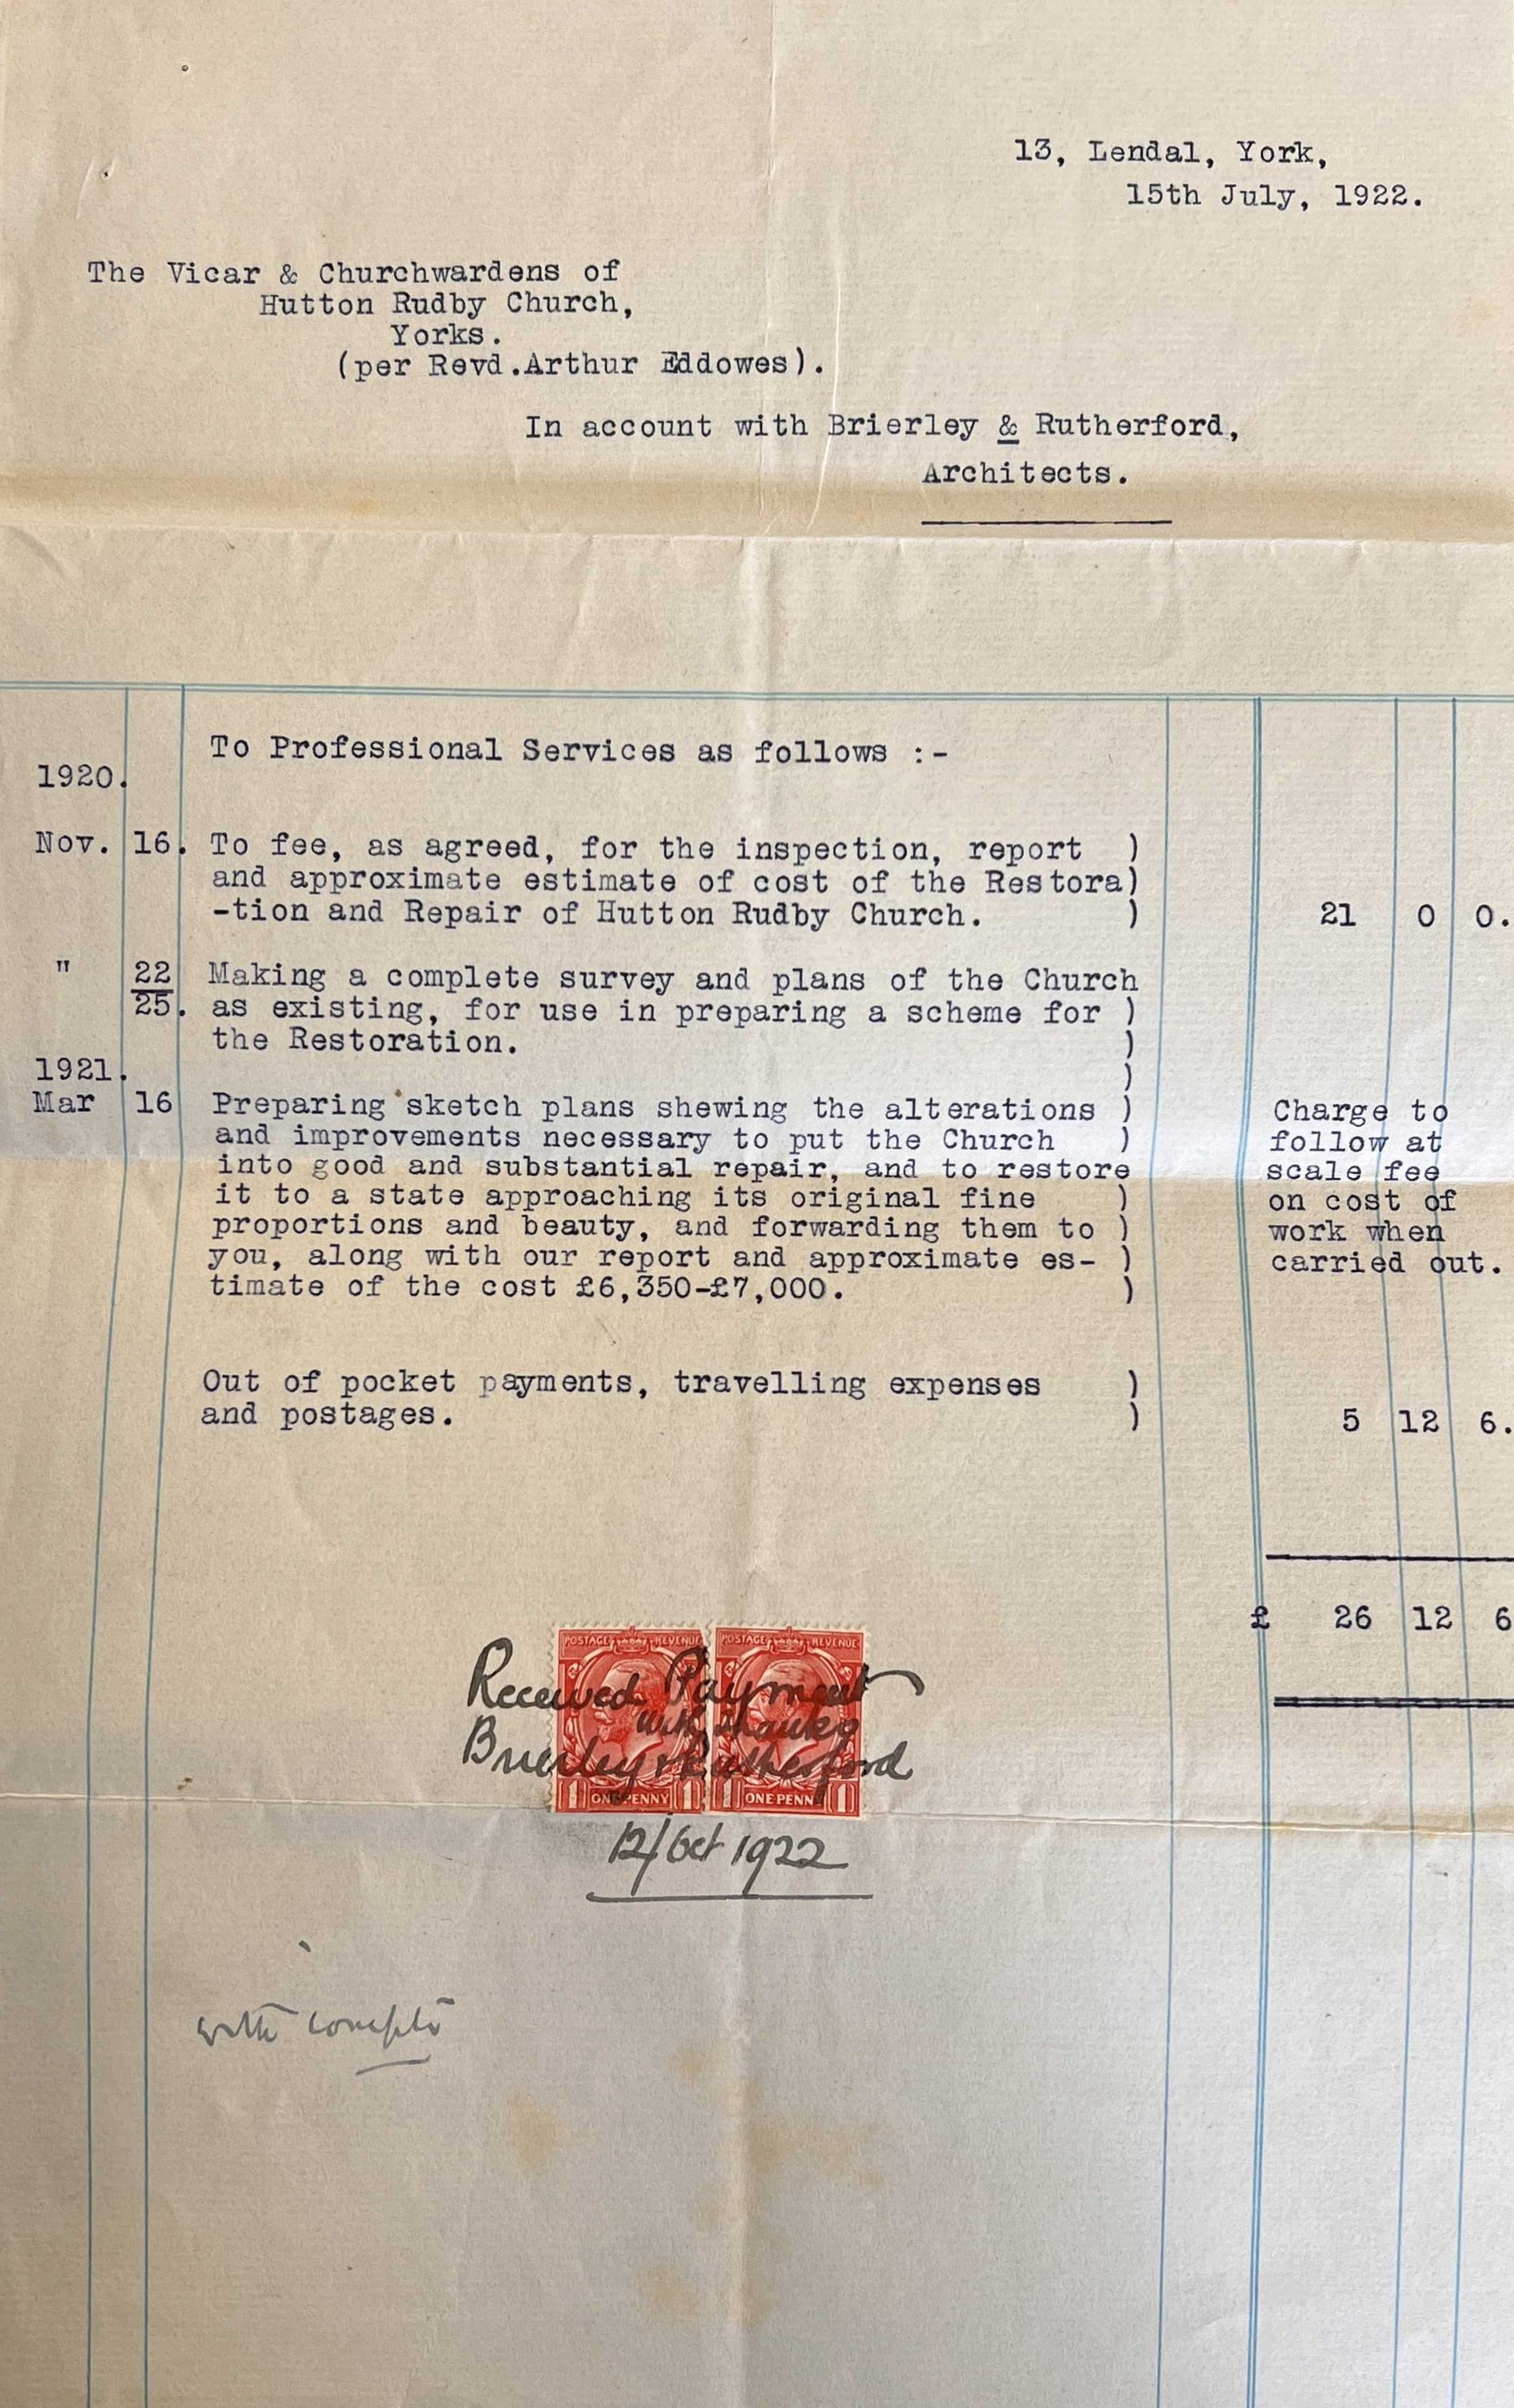 13, Lendal, York,
15th July, 1922.
The Vicar & Churchwardens of
Hutton Rudby Church,
Yorks.
(per Revd.Arthur Eddowes).
In account with Brierley & Rutherford,
Architects.
To Professional Services as follows :-
1920.
Nov. 16. To fee, as agreed, for the inspection, report )
and approximate estimate of cost of the Restora)
-tion and Repair of Hutton Rudby Church. ) 21 0 0.
" 22 Making a complete survey and plans of the Church
25. as existing, for use in preparing a scheme for )
the Restoration. )
1921. )
Mar 16 Preparing sketch plans shewing the alterations ) Charge to
and improvements necessary to put the Church ) follow at
into good and substantial repair, and to restore scale fee
it to a state approaching its original fine ) on cost of
proportions and beauty, and forwarding them to ) work when
you, along with our report and approximate es- ) carried out.
timate of the cost £6,350-£7,000. )
Out of pocket payments, travelling expenses )
and postages. ) 5 12 6.
£ 26 12 6
POSTAGE REVENUE POSTAGE REVENUE
Received Payment
with thanks
Brierley & Rutherford
1 ONE PENNY 1 1 ONE PENNY 1
12/Oct 1922
with compts